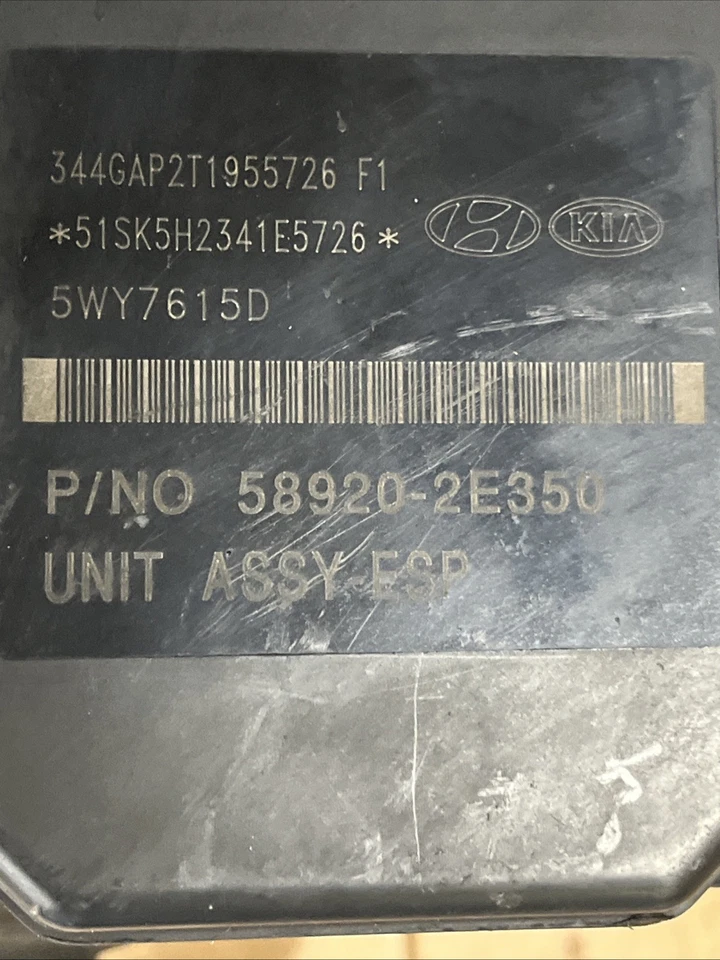 344GAP2T1955726 F1
*51SK5H2341E5726*
KIA
5WY7615D
P/NO 58920-2E350
UNIT ASSY-ESP